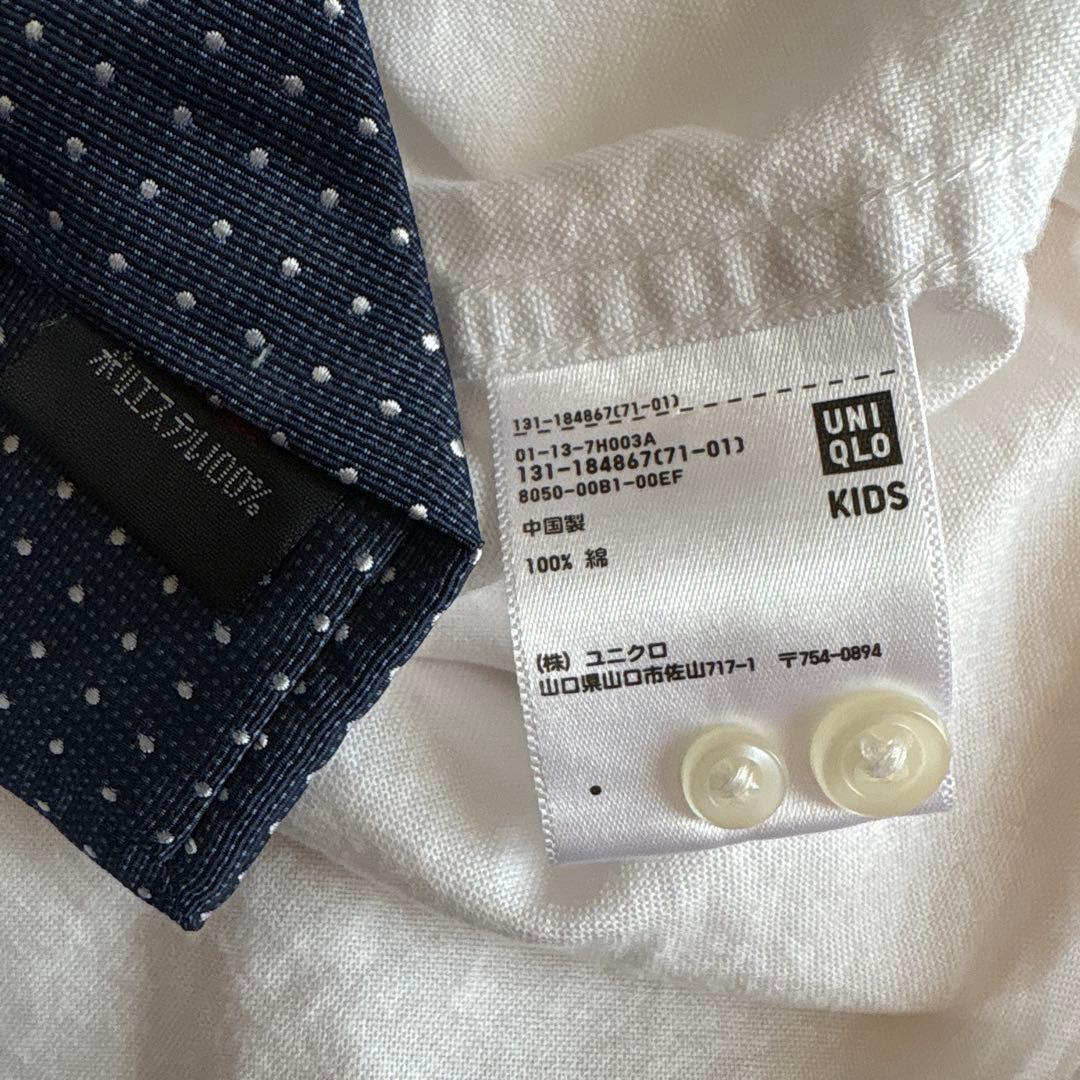 ポリエステル100%
131-184867(71-01)
01-13-7H003A
131-184867(71-01)
8050-00B1-00EF
中国製
100% 綿
UNI
QLO
KIDS
(株) ユニクロ
山口県山口市佐山717-1 〒754-0894